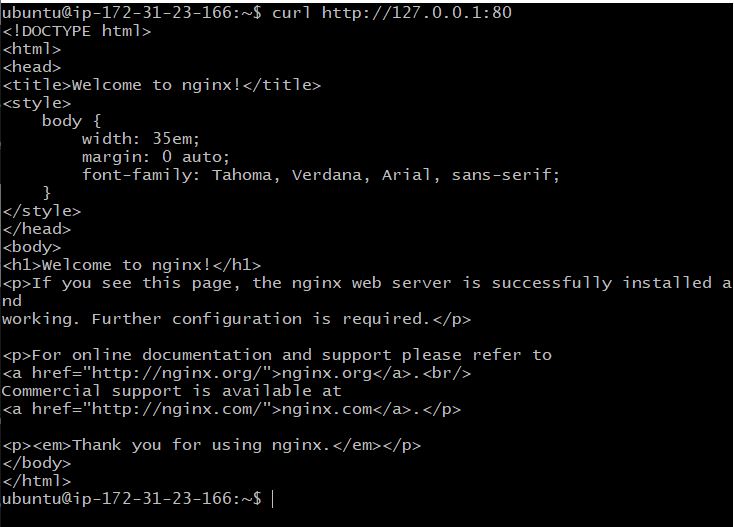 ubuntu@ip-172-31-23-166:~$ curl http://127.0.0.1:80
<!DOCTYPE html>
<html>
<head>
<title>Welcome to nginx!</title>
<style>
    body {
        width: 35em;
        margin: 0 auto;
        font-family: Tahoma, Verdana, Arial, sans-serif;
    }
</style>
</head>
<body>
<h1>Welcome to nginx!</h1>
<p>If you see this page, the nginx web server is successfully installed a
nd
working. Further configuration is required.</p>

<p>For online documentation and support please refer to
<a href="http://nginx.org/">nginx.org</a>.<br/>
Commercial support is available at
<a href="http://nginx.com/">nginx.com</a>.</p>

<p><em>Thank you for using nginx.</em></p>
</body>
</html>
ubuntu@ip-172-31-23-166:~$